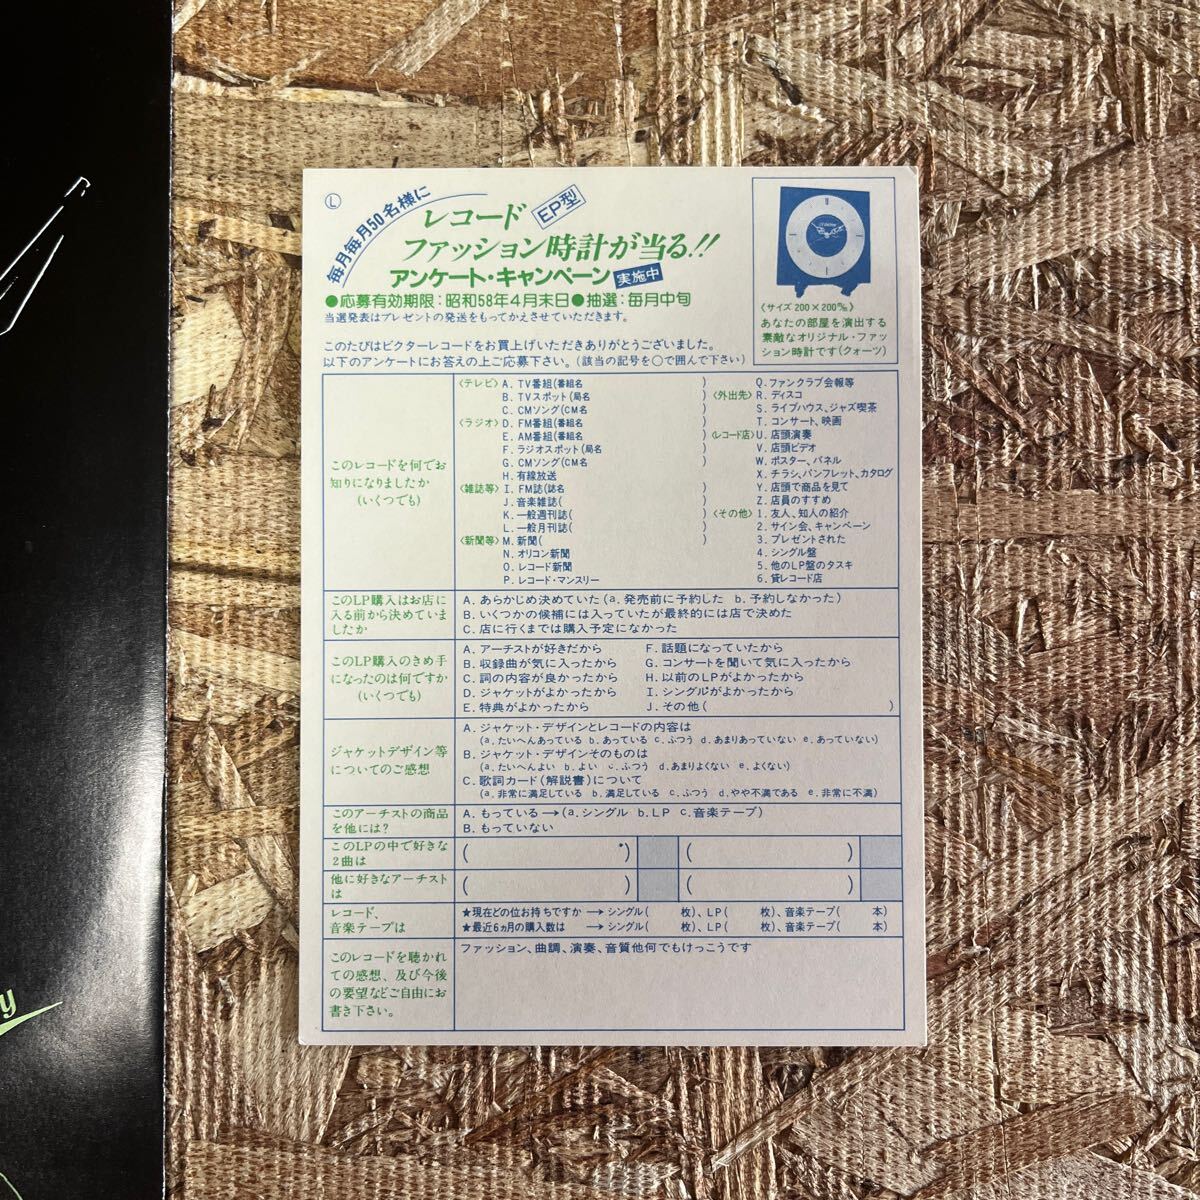 Ⓛ
毎月毎月50名様に
レコード EP型
ファッション時計が当る!!
アンケート・キャンペーン 実施中
●応募有効期限：昭和58年4月末日●抽選：毎月中旬
当選発表はプレゼントの発送をもってかえさせていただきます。
〈サイズ 200×200㎜〉
あなたの部屋を演出する
素敵なオリジナル・ファッ
ション時計です(クォーツ)
このたびはビクターレコードをお買上げいただきありがとうございました。
以下のアンケートにお答えの上ご応募下さい。(該当の記号を○で囲んで下さい)
このレコードを何でお
知りになりましたか
(いくつでも)
〈テレビ〉A．TV番組(番組名 )
B．TVスポット(局名 )
C．CMソング(CM名 )
〈ラジオ〉D．FM番組(番組名 )
E．AM番組(番組名 )
F．ラジオスポット(局名 )
G．CMソング(CM名 )
H．有線放送
〈雑誌等〉I．FM誌(誌名 )
J．音楽雑誌( )
K．一般週刊誌( )
L．一般月刊誌( )
〈新聞等〉M．新聞( )
N．オリコン新聞
O．レコード新聞
P．レコード・マンスリー
Q．ファンクラブ会報等
〈外出先〉R．ディスコ
S．ライブハウス、ジャズ喫茶
T．コンサート、映画
〈レコード店〉U．店頭演奏
V．店頭ビデオ
W．ポスター、パネル
X．チラシ、パンフレット、カタログ
Y．店頭で商品を見て
Z．店員のすすめ
〈その他〉1．友人、知人の紹介
2．サイン会、キャンペーン
3．プレゼントされた
4．シングル盤
5．他のLP盤のタスキ
6．貸レコード店
このLP購入はお店に
入る前から決めていま
したか
A．あらかじめ決めていた(a．発売前に予約した b．予約しなかった)
B．いくつかの候補には入っていたが最終的には店で決めた
C．店に行くまでは購入予定になかった
このLP購入のきめ手
になったのは何ですか
(いくつでも)
A．アーチストが好きだから
B．収録曲が気に入ったから
C．詞の内容が良かったから
D．ジャケットがよかったから
E．特典がよかったから
F．話題になっていたから
G．コンサートを聞いて気に入ったから
H．以前のLPがよかったから
I．シングルがよかったから
J．その他( )
ジャケットデザイン等
についてのご感想
A．ジャケット・デザインとレコードの内容は
(a．たいへんあっている b．あっている c．ふつう d．あまりあっていない e．あっていない)
B．ジャケット・デザインそのものは
(a．たいへんよい b．よい c．ふつう d．あまりよくない e．よくない)
C．歌詞カード(解説書)について
(a．非常に満足している b．満足している c．ふつう d．やや不満である e．非常に不満)
このアーチストの商品
を他には?
A．もっている→(a．シングル b．LP c．音楽テープ)
B．もっていない
このLPの中で好きな
2曲は
( ) ( )
他に好きなアーチスト
は
( ) ( )
レコード、
音楽テープは
★現在どの位お持ちですか→シングル( 枚)、LP( 枚)、音楽テープ( 本)
★最近6ヵ月の購入数は →シングル( 枚)、LP( 枚)、音楽テープ( 本)
このレコードを聴かれ
ての感想、及び今後
の要望などご自由にお
書き下さい。
ファッション、曲調、演奏、音質他何でもけっこうです